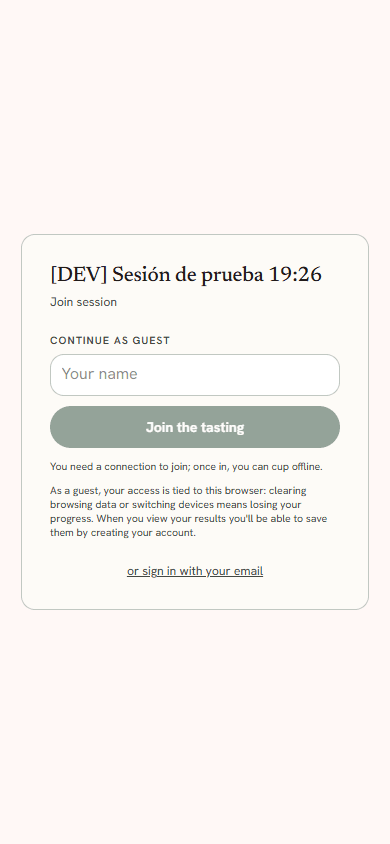 [DEV] Sesión de prueba 19:26
Join session
CONTINUE AS GUEST
Your name
Join the tasting
You need a connection to join; once in, you can cup offline.
As a guest, your access is tied to this browser: clearing
browsing data or switching devices means losing your
progress. When you view your results you'll be able to save
them by creating your account.
or sign in with your email